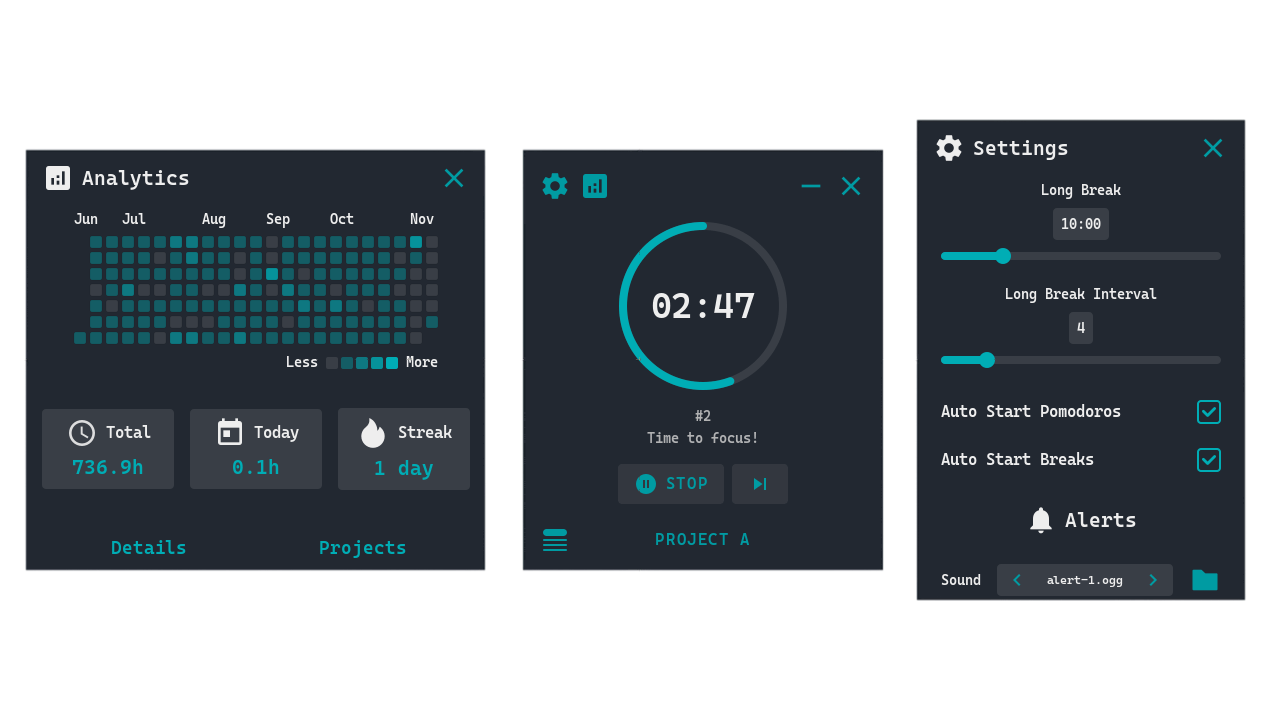 Analytics
Jun Jul Aug Sep Oct Nov
Less More
Total
736.9h
Today
0.1h
Streak
1 day
Details
Projects
02:47
#2
Time to focus!
STOP
PROJECT A
Settings
Long Break
10:00
Long Break Interval
4
Auto Start Pomodoros
Auto Start Breaks
Alerts
Sound alert-1.ogg